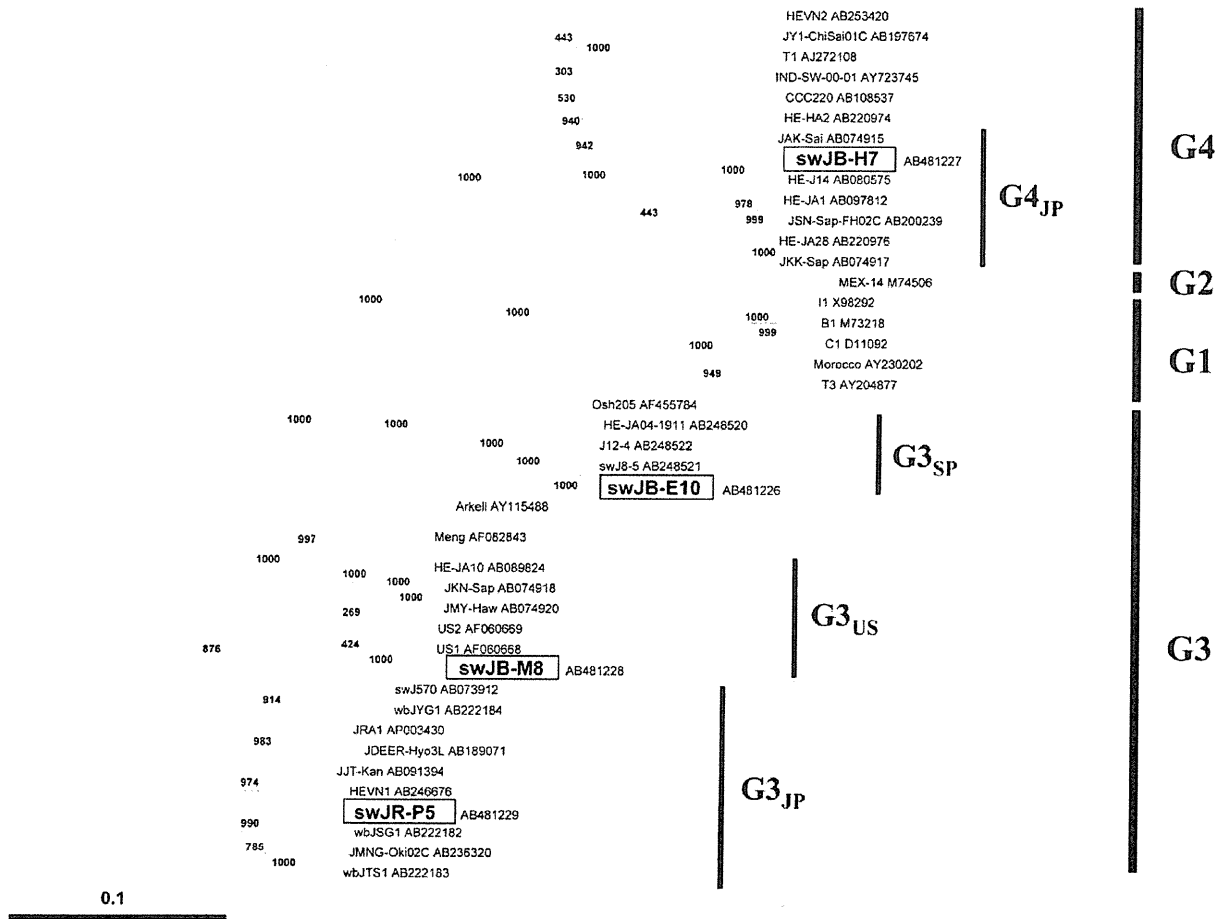 HEVN2 AB253420
443
1000
JY1-ChiSai01C AB197674
T1 AJ272108
303
IND-SW-00-01 AY723745
530
CCC220 AB108537
940
HE-HA2 AB220974
942
JAK-Sai AB074915
G4
1000
1000
1000
swJB-H7 AB481227
HE-J14 AB080575
G4JP
978
HE-JA1 AB097812
443
999
JSN-Sap-FH02C AB200239
HE-JA28 AB220976
1000
JKK-Sap AB074917
MEX-14 M74506
G2
1000
I1 X98292
1000
1000
B1 M73218
999
C1 D11092
1000
Morocco AY230202
G1
949
T3 AY204877
Osh205 AF455784
1000
1000
HE-JA04-1911 AB248520
1000
J12-4 AB248522
G3SP
1000
swJ8-5 AB248521
1000
swJB-E10 AB481226
Arkell AY115488
997
Meng AF082843
1000
1000
HE-JA10 AB089824
1000
JKN-Sap AB074918
1000
269
JMY-Haw AB074920
G3US
US2 AF060669
876
424
US1 AF060668
G3
1000
swJB-M8 AB481228
swJ570 AB073912
914
wbJYG1 AB222184
JRA1 AP003430
983
JDEER-Hyo3L AB189071
JJT-Kan AB091394
974
HEVN1 AB246676
G3JP
swJR-P5 AB481229
990
wbJSG1 AB222182
785
JMNG-Oki02C AB236320
1000
wbJTS1 AB222183
0.1